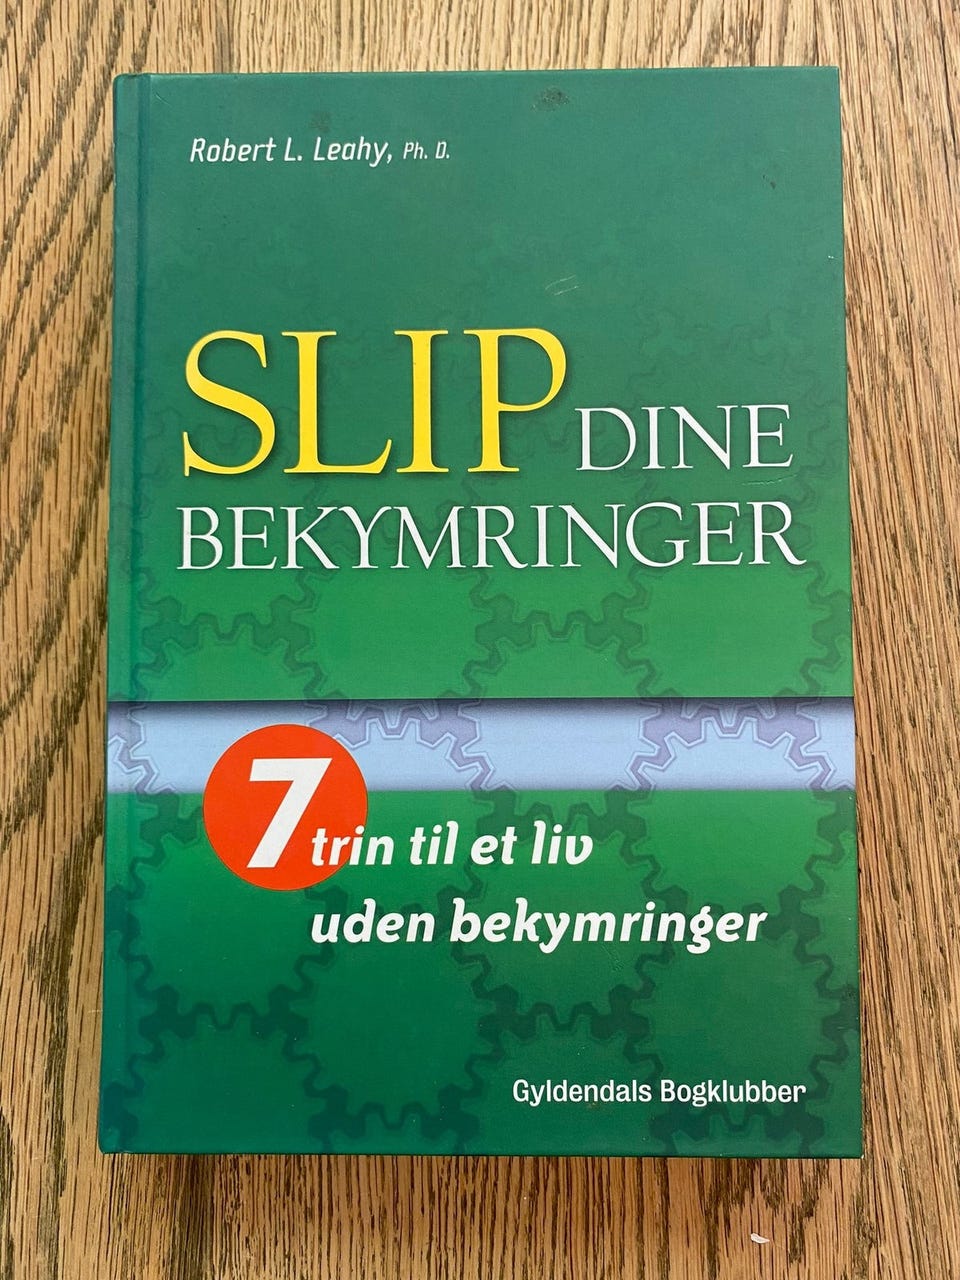 Robert L. Leahy, Ph. D.
SLIP DINE
BEKYMRINGER
7 trin til et liv
uden bekymringer
Gyldendals Bogklubber